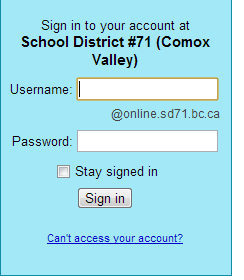 Sign in to your account at
School District #71 (Comox
Valley)
Username:
@online.sd71.bc.ca
Password:
Stay signed in
Sign in
Can't access your account?